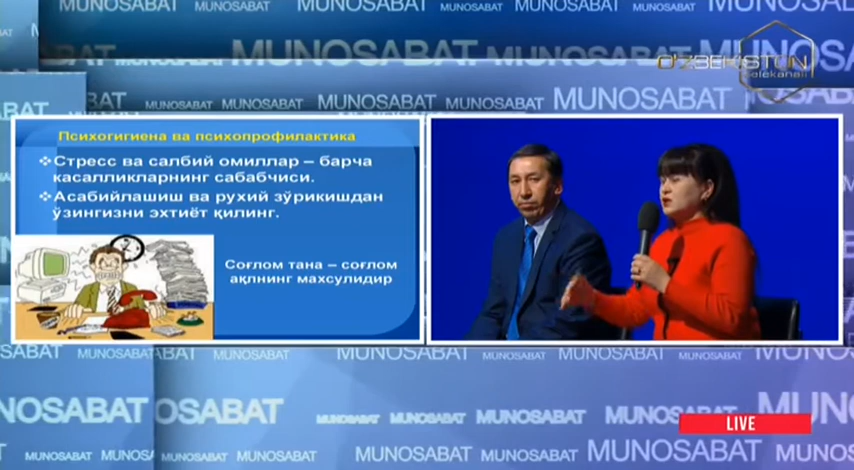 MUNOSABAT
O'ZBEKISTON
telekanali
Психогигиена ва психопрофилактика
❖Стресс ва салбий омиллар – барча
касалликларнинг сабабчиси.
❖Асабийлашиш ва рухий зўрикишдан
ўзингизни эхтиёт қилинг.
Соғлом тана – соғлом
ақлнинг махсулидир
MUNOSABAT
LIVE